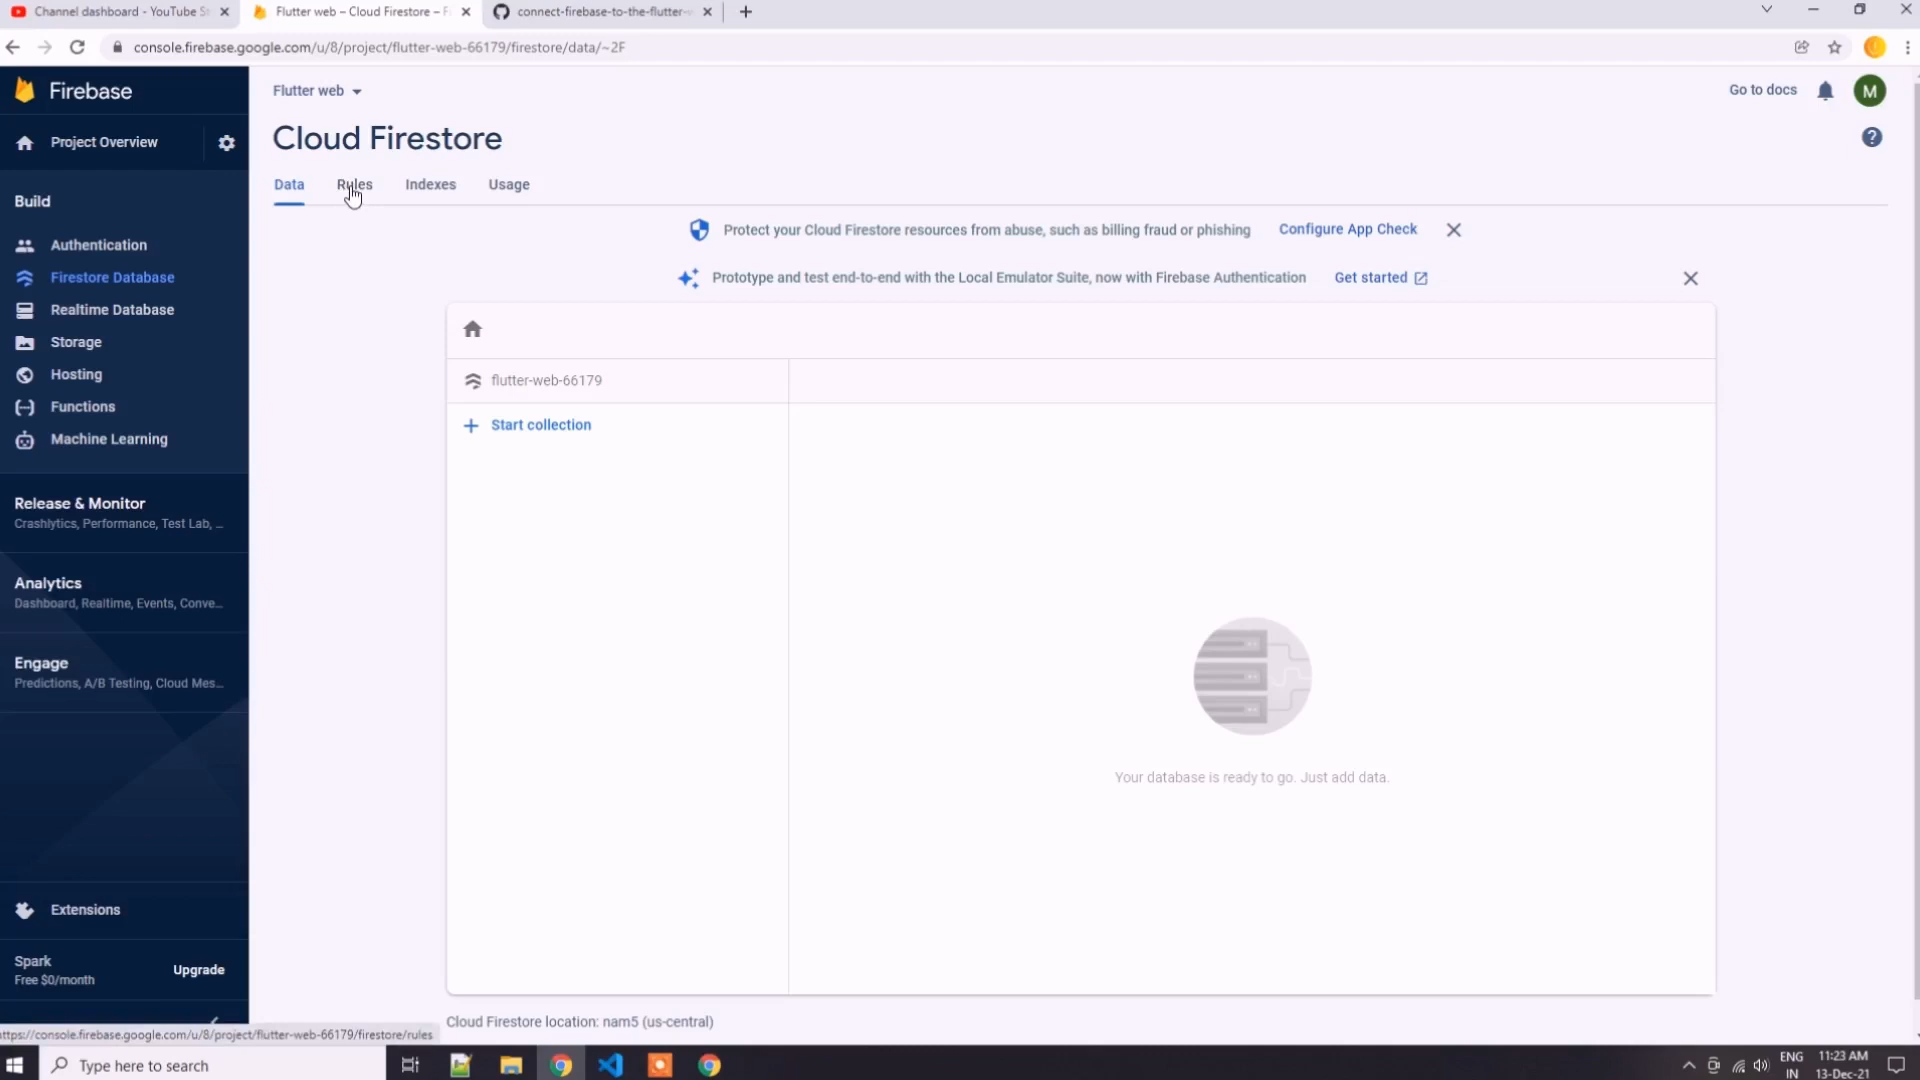 Channel dashboard - YouTube St
Flutter web – Cloud Firestore – F
connect-firebase-to-the-flutter-w
console.firebase.google.com/u/8/project/flutter-web-66179/firestore/data/~2F
Firebase
Project Overview
Build
Authentication
Firestore Database
Realtime Database
Storage
Hosting
Functions
Machine Learning
Release & Monitor
Crashlytics, Performance, Test Lab, ...
Analytics
Dashboard, Realtime, Events, Conve...
Engage
Predictions, A/B Testing, Cloud Mes...
Extensions
Spark
Free $0/month
Upgrade
Flutter web
Go to docs
M
Cloud Firestore
Data Rules Indexes Usage
Protect your Cloud Firestore resources from abuse, such as billing fraud or phishing Configure App Check
Prototype and test end-to-end with the Local Emulator Suite, now with Firebase Authentication Get started
flutter-web-66179
Start collection
Your database is ready to go. Just add data.
Cloud Firestore location: nam5 (us-central)
ttps://console.firebase.google.com/u/8/project/flutter-web-66179/firestore/rules
Type here to search
ENG
IN
11:23 AM
13-Dec-21